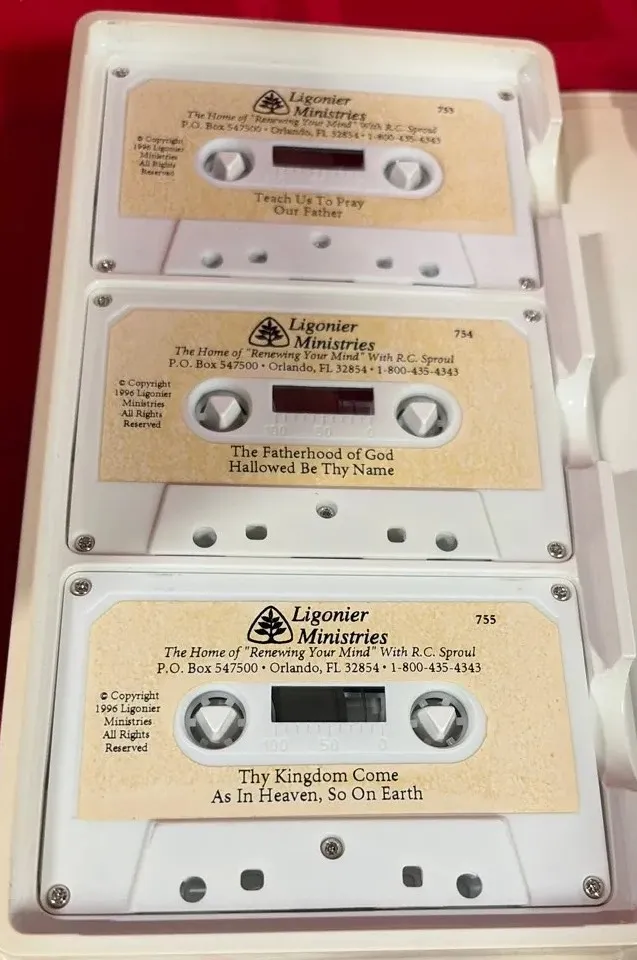 Ligonier
Ministries
753
The Home of "Renewing Your Mind" With R.C. Sproul
P.O. Box 547500 • Orlando, FL 32854 • 1-800-435-4343
© Copyright
1996 Ligonier
Ministries
All Rights
Reserved
Teach Us To Pray
Our Father
Ligonier
Ministries
754
The Home of "Renewing Your Mind" With R.C. Sproul
P.O. Box 547500 • Orlando, FL 32854 • 1-800-435-4343
© Copyright
1996 Ligonier
Ministries
All Rights
Reserved
100 50 0
The Fatherhood of God
Hallowed Be Thy Name
Ligonier
Ministries
755
The Home of "Renewing Your Mind" With R.C. Sproul
P.O. Box 547500 • Orlando, FL 32854 • 1-800-435-4343
© Copyright
1996 Ligonier
Ministries
All Rights
Reserved
100 50 0
Thy Kingdom Come
As In Heaven, So On Earth